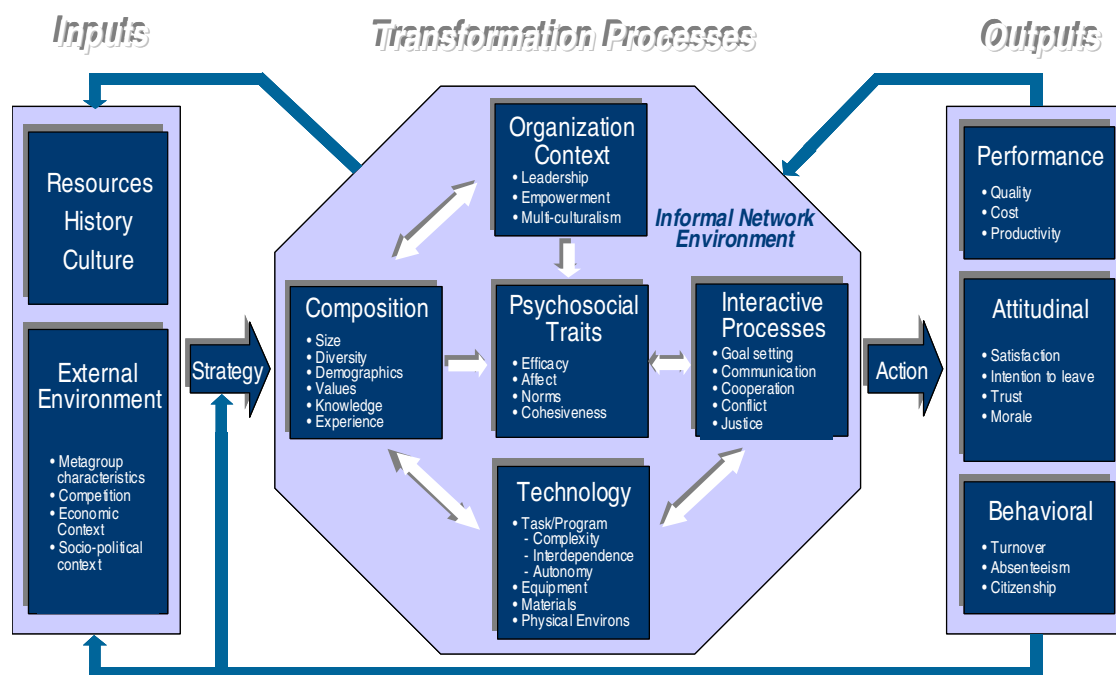 Inputs
Transformation Processes
Outputs
Resources
History
Culture
External
Environment
• Metagroup
characteristics
• Competition
• Economic
Context
• Socio-political
context
Strategy
Organization
Context
• Leadership
• Empowerment
• Multi-culturalism
Informal Network
Environment
Composition
• Size
• Diversity
• Demographics
• Values
• Knowledge
• Experience
Psychosocial
Traits
• Efficacy
• Affect
• Norms
• Cohesiveness
Interactive
Processes
• Goal setting
• Communication
• Cooperation
• Conflict
• Justice
Technology
• Task/Program
- Complexity
- Interdependence
- Autonomy
• Equipment
• Materials
• Physical Environs
Action
Performance
• Quality
• Cost
• Productivity
Attitudinal
• Satisfaction
• Intention to leave
• Trust
• Morale
Behavioral
• Turnover
• Absenteeism
• Citizenship